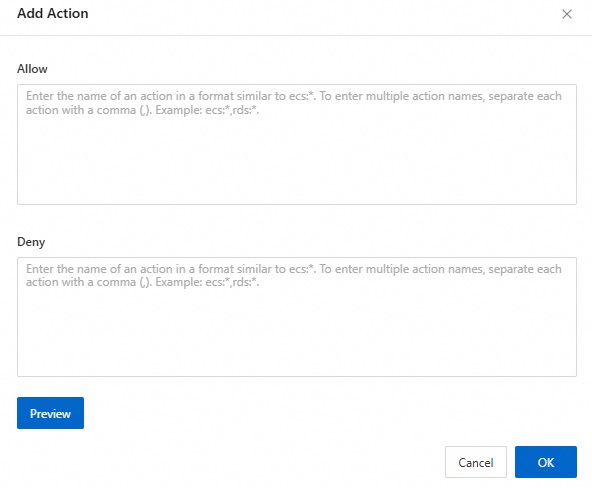 Add Action
Allow
Enter the name of an action in a format similar to ecs:*. To enter multiple action names, separate each
action with a comma (,). Example: ecs:*,rds:*.
Deny
Enter the name of an action in a format similar to ecs:*. To enter multiple action names, separate each
action with a comma (,). Example: ecs:*,rds:*.
Preview
Cancel
OK